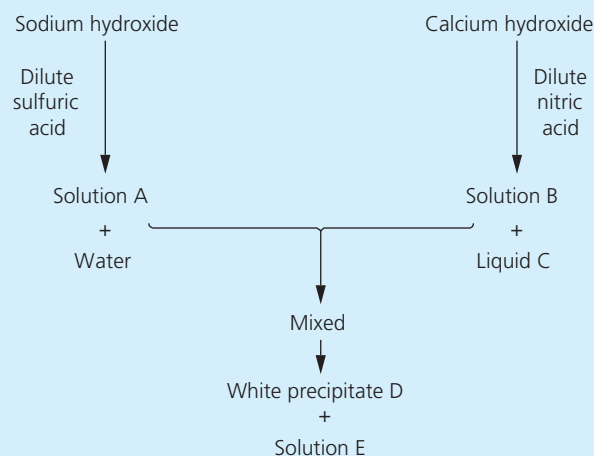 Sodium hydroxide
Calcium hydroxide
Dilute
sulfuric
acid
Dilute
nitric
acid
Solution A
+
Water
Solution B
+
Liquid C
Mixed
White precipitate D
+
Solution E